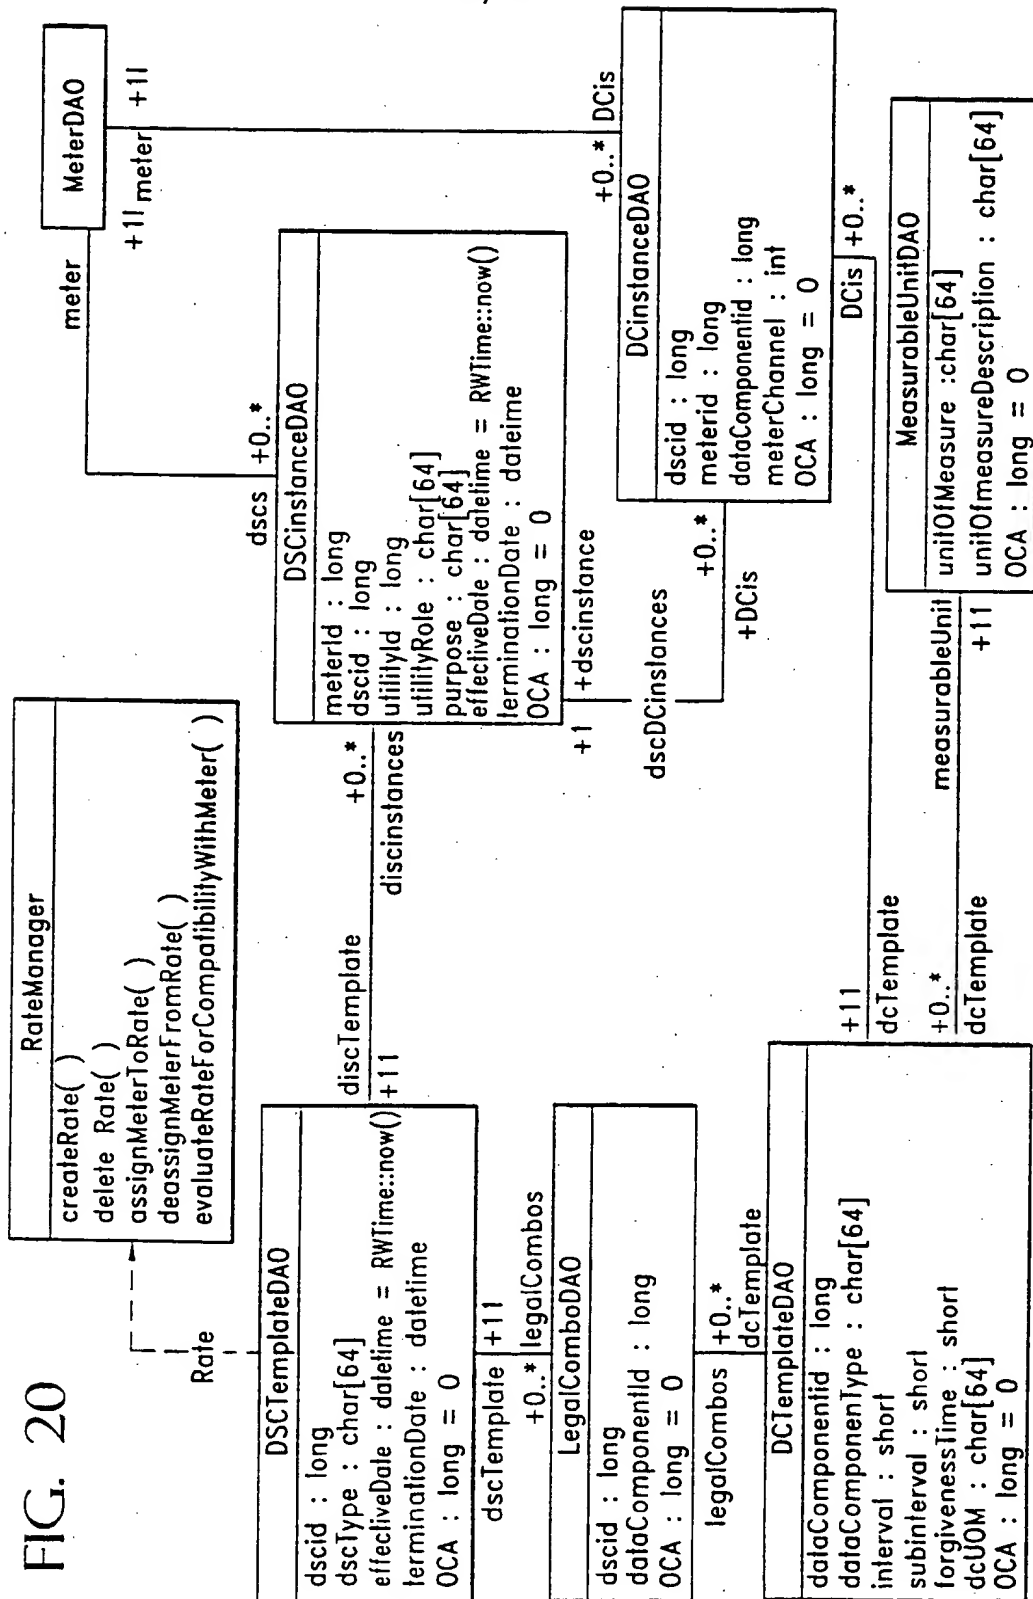 FIG. 20
RateManager
createRate( )
delete Rate( )
assignMeterToRate( )
deassignMeterFromRate( )
evaluateRateForCompatibilityWithMeter( )
Rate
MeterDAO
meter
+11
meter
+11
dscs
+0..*
DSCinstanceDAO
meterId : long
dscid : long
utilityId : long
utilityRole : char[64]
purpose : char[64]
effectiveDate : datetime = RWTime::now()
terminationDate : dateime
OCA : long = 0
DSCTemplateDAO
dscid : long
dscType : char[64]
effectiveDate : datetime = RWTime::now()
terminationDate : datetime
OCA : long = 0
discTemplate
+11
+0..*
discinstances
+1
+dscinstance
dscDCinstances
+0..*
+DCis
+0..*
DCis
DCinstanceDAO
dscid : long
meterid : long
dataComponentid : long
meterChannel : int
OCA : long = 0
DCis
+0..*
dscTemplate
+11
+0..*
legalCombos
LegalComboDAO
dscid : long
dataComponentId : long
OCA : long = 0
legalCombos
+0..*
dcTemplate
DCTemplateDAO
dataComponentid : long
dataComponenType : char[64]
interval : short
subinterval : short
forgivenessTime : short
dcUOM : char[64]
OCA : long = 0
+11
dcTemplate
+0..*
dcTemplate
measurableUnit
+11
MeasurableUnitDAO
unitOfMeasure :char[64]
unitOfmeasureDescription : char[64]
OCA : long = 0